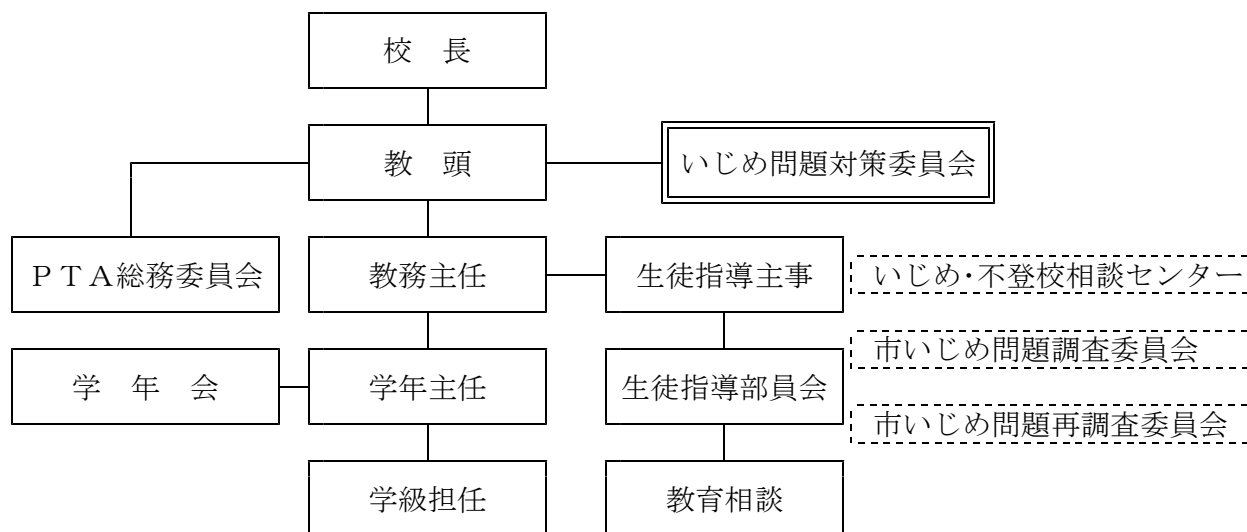 校　長
教　頭
いじめ問題対策委員会
ＰＴＡ総務委員会
教務主任
生徒指導主事
いじめ・不登校相談センター
市いじめ問題調査委員会
学　年　会
学年主任
生徒指導部員会
市いじめ問題再調査委員会
学級担任
教育相談